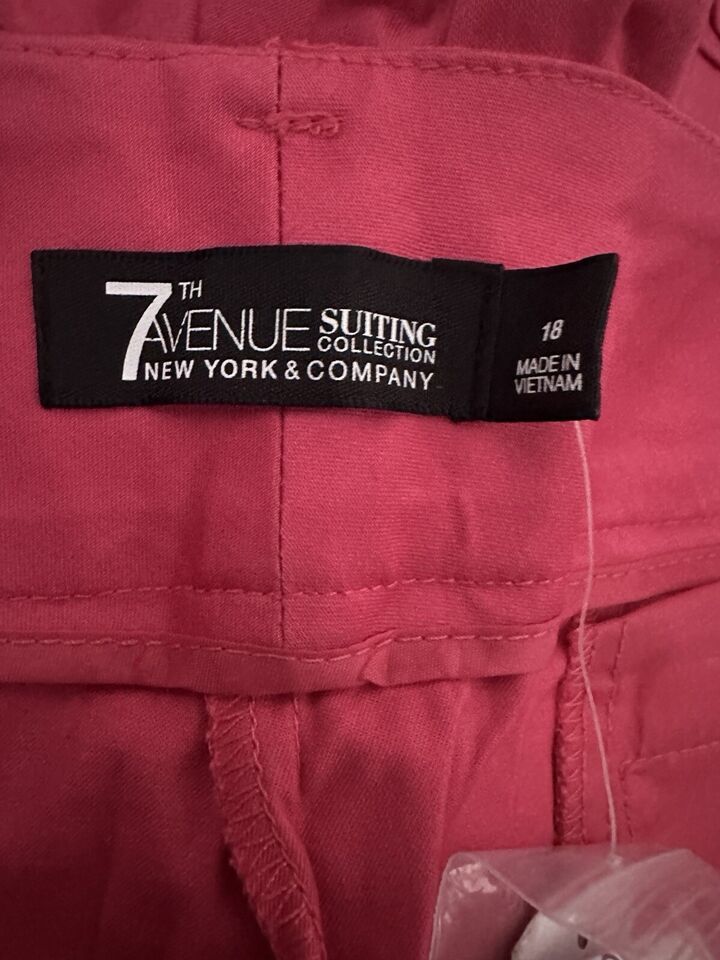 7TH AVENUE SUITING COLLECTION
NEW YORK & COMPANY
18
MADE IN
VIETNAM